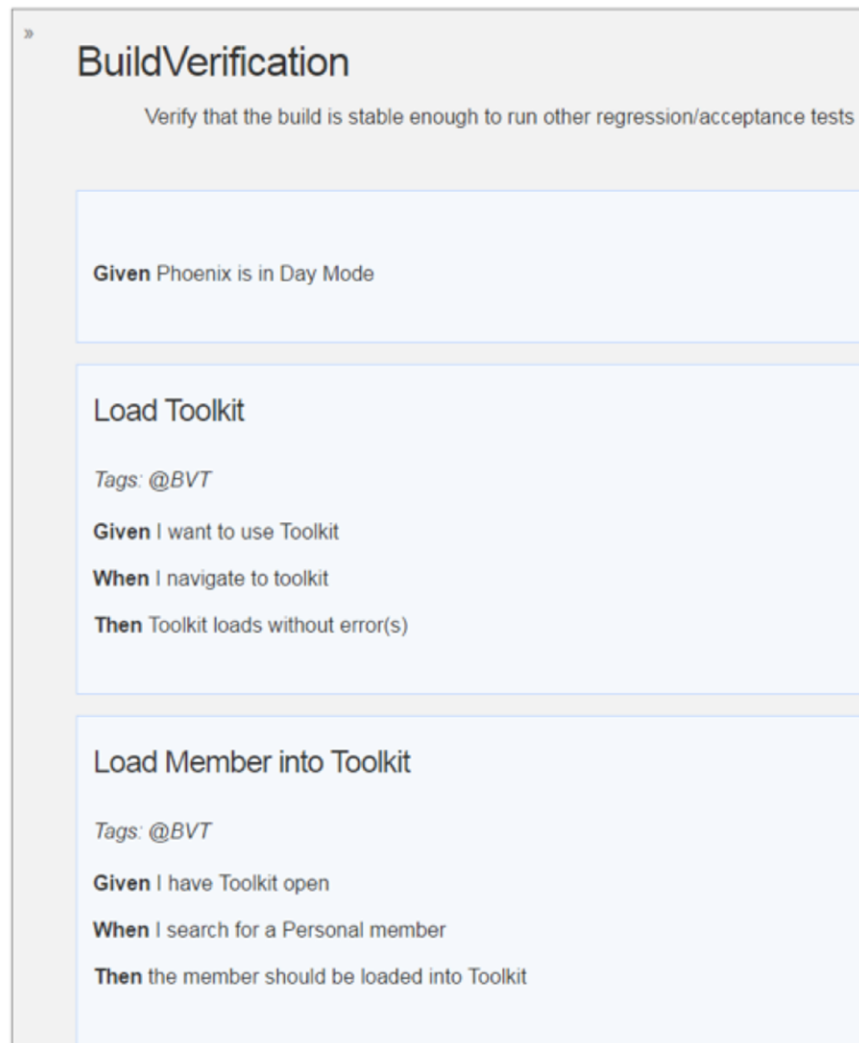 »
BuildVerification
Verify that the build is stable enough to run other regression/acceptance tests
Given Phoenix is in Day Mode
Load Toolkit
Tags: @BVT
Given I want to use Toolkit
When I navigate to toolkit
Then Toolkit loads without error(s)
Load Member into Toolkit
Tags: @BVT
Given I have Toolkit open
When I search for a Personal member
Then the member should be loaded into Toolkit